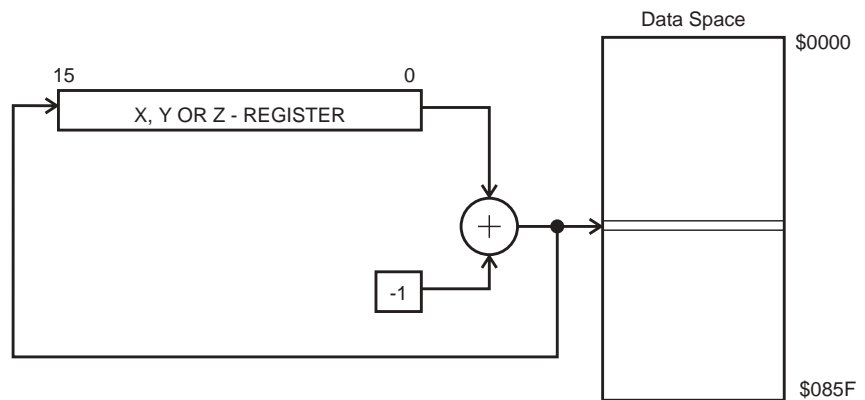 Data Space
$0000
15 0
X, Y OR Z - REGISTER
+
-1
$085F